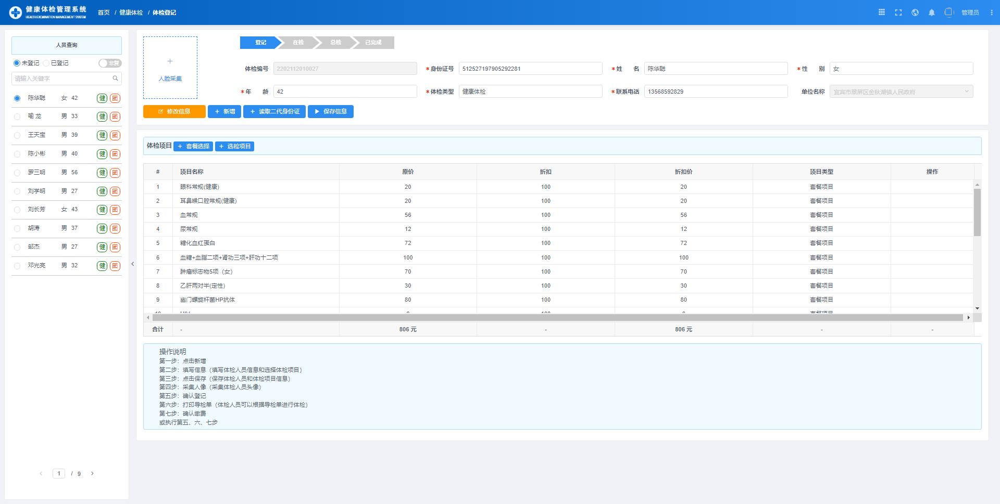 健康体检管理系统
HEALTH EXCMINATION MANAGEMENT SYSTEM
首页 / 健康体检 / 体检登记
管理员
人员查询
未登记 已登记 非复
请输入关键字
陈华聪 女 42 健 团
喻 龙 男 33 健 团
王天宝 男 39 健 团
陈小彬 男 40 健 团
罗三明 男 56 健 团
刘学明 男 27 健 团
刘长芳 女 43 健 团
胡涛 男 37 健 团
邹杰 男 27 健 团
邓光亮 男 32 健 团
1 / 9
人脸采集
登记 在检 总检 已完成
体检编号 2202112010027 *身份证号 512527197905292281 *姓 名 陈华聪 *性 别 女
*年 龄 42 *体检类型 健康体检 *联系电话 13568592829 单位名称 宜宾市翠屏区金秋湖镇人民政府
修改信息 + 新增 + 读取二代身份证 保存信息
体检项目 + 套餐选择 + 选检项目
# 项目名称 原价 折扣 折扣价 项目类型 操作
1 眼科常规(健康) 20 100 20 套餐项目
2 耳鼻喉口腔常规(健康) 20 100 20 套餐项目
3 血常规 56 100 56 套餐项目
4 尿常规 12 100 12 套餐项目
5 糖化血红蛋白 72 100 72 套餐项目
6 血糖+血脂二项+肾功三项+肝功十二项 100 100 100 套餐项目
7 肿瘤标志物5项（女） 70 100 70 套餐项目
8 乙肝两对半(定性) 30 100 30 套餐项目
9 幽门螺旋杆菌HP抗体 80 100 80 套餐项目
合计 - 806 元 - 806 元 - -
操作说明
第一步：点击新增
第二步：填写信息（填写体检人员信息和选择体检项目）
第三步：点击保存（保存体检人员和体检项目信息）
第四步：采集人像（采集体检人员头像）
第五步：确认登记
第六步：打印导检单（体检人员可以根据导检单进行体检）
第七步：确认缴费
或执行第五、六、七步